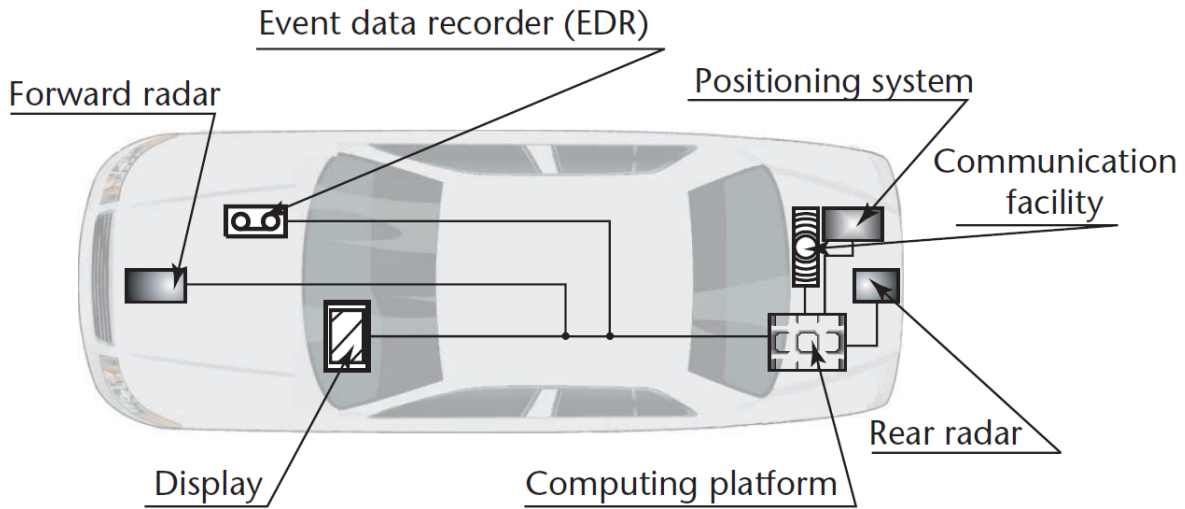 Event data recorder (EDR)
Forward radar
Positioning system
Communication
facility
Rear radar
Display
Computing platform